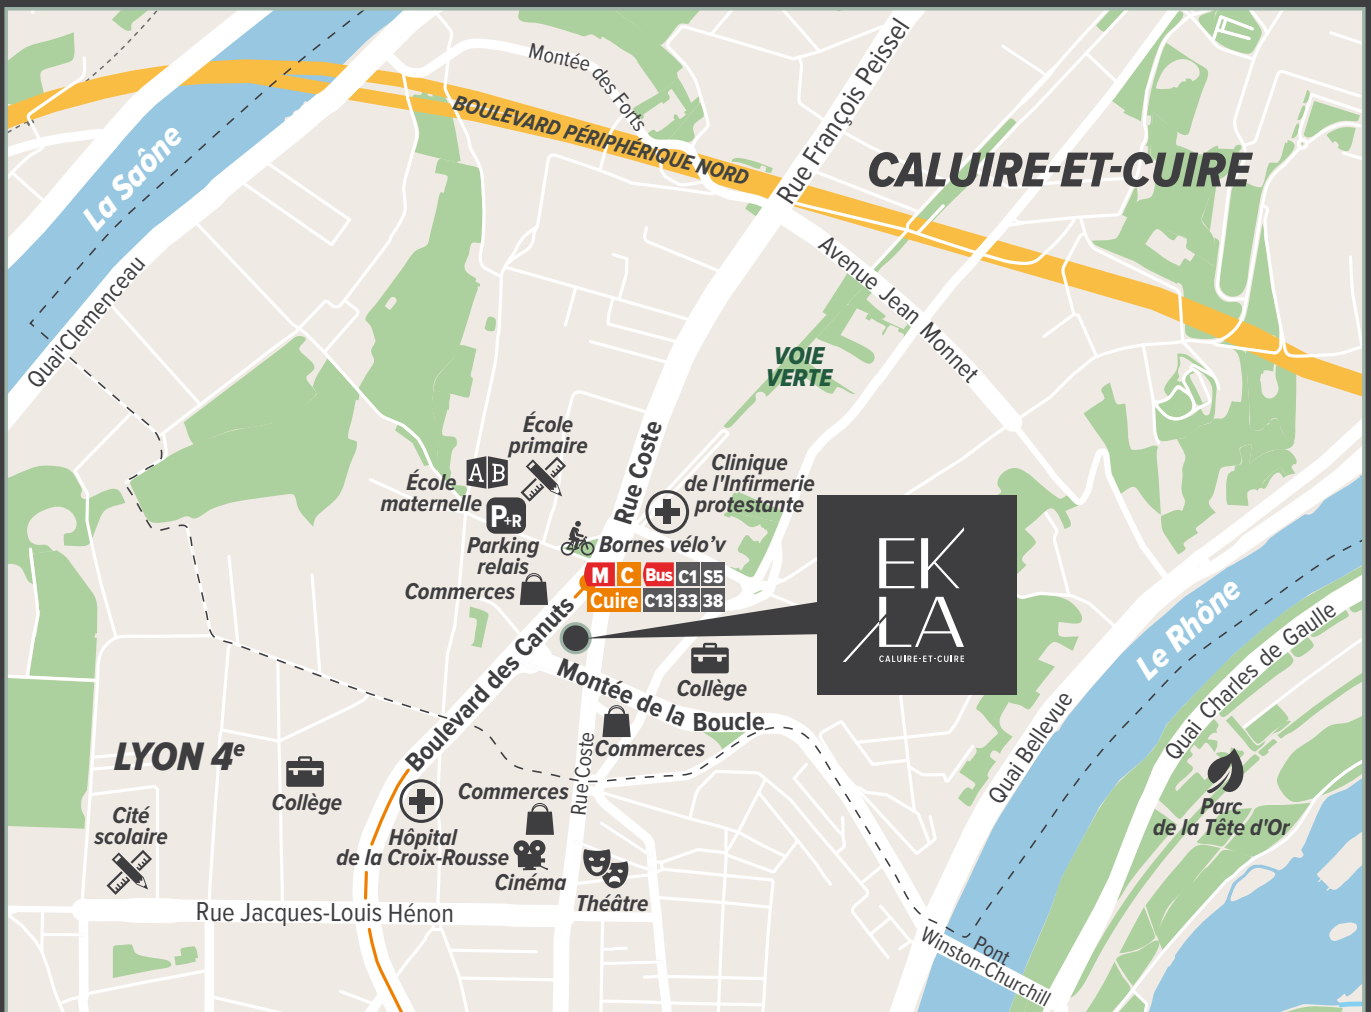 Montée des Forts
BOULEVARD PÉRIPHÉRIQUE NORD
Rue François Peissel
CALUIRE-ET-CUIRE
La Saône
Quai Clemenceau
Avenue Jean Monnet
VOIE
VERTE
École
primaire
École
maternelle
A B
P+R
Parking
relais
Rue Coste
Clinique
de l'Infirmerie
protestante
Bornes vélo'v
Commerces
M C Bus C1 S5
Cuire C13 33 38
EK
LA
CALUIRE-ET-CUIRE
Boulevard des Canuts
Montée de la Boucle
Collège
Commerces
Rue Coste
Le Rhône
Quai Charles de Gaulle
Quai Bellevue
LYON 4e
Collège
Commerces
Cité
scolaire
Hôpital
de la Croix-Rousse
Cinéma
Théâtre
Parc
de la Tête d'Or
Rue Jacques-Louis Hénon
Pont
Winston-Churchill